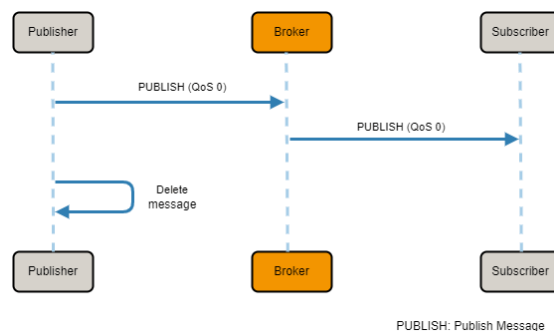 Publisher
Broker
Subscriber
PUBLISH (QoS 0)
PUBLISH (QoS 0)
Delete
message
Publisher
Broker
Subscriber
PUBLISH: Publish Message